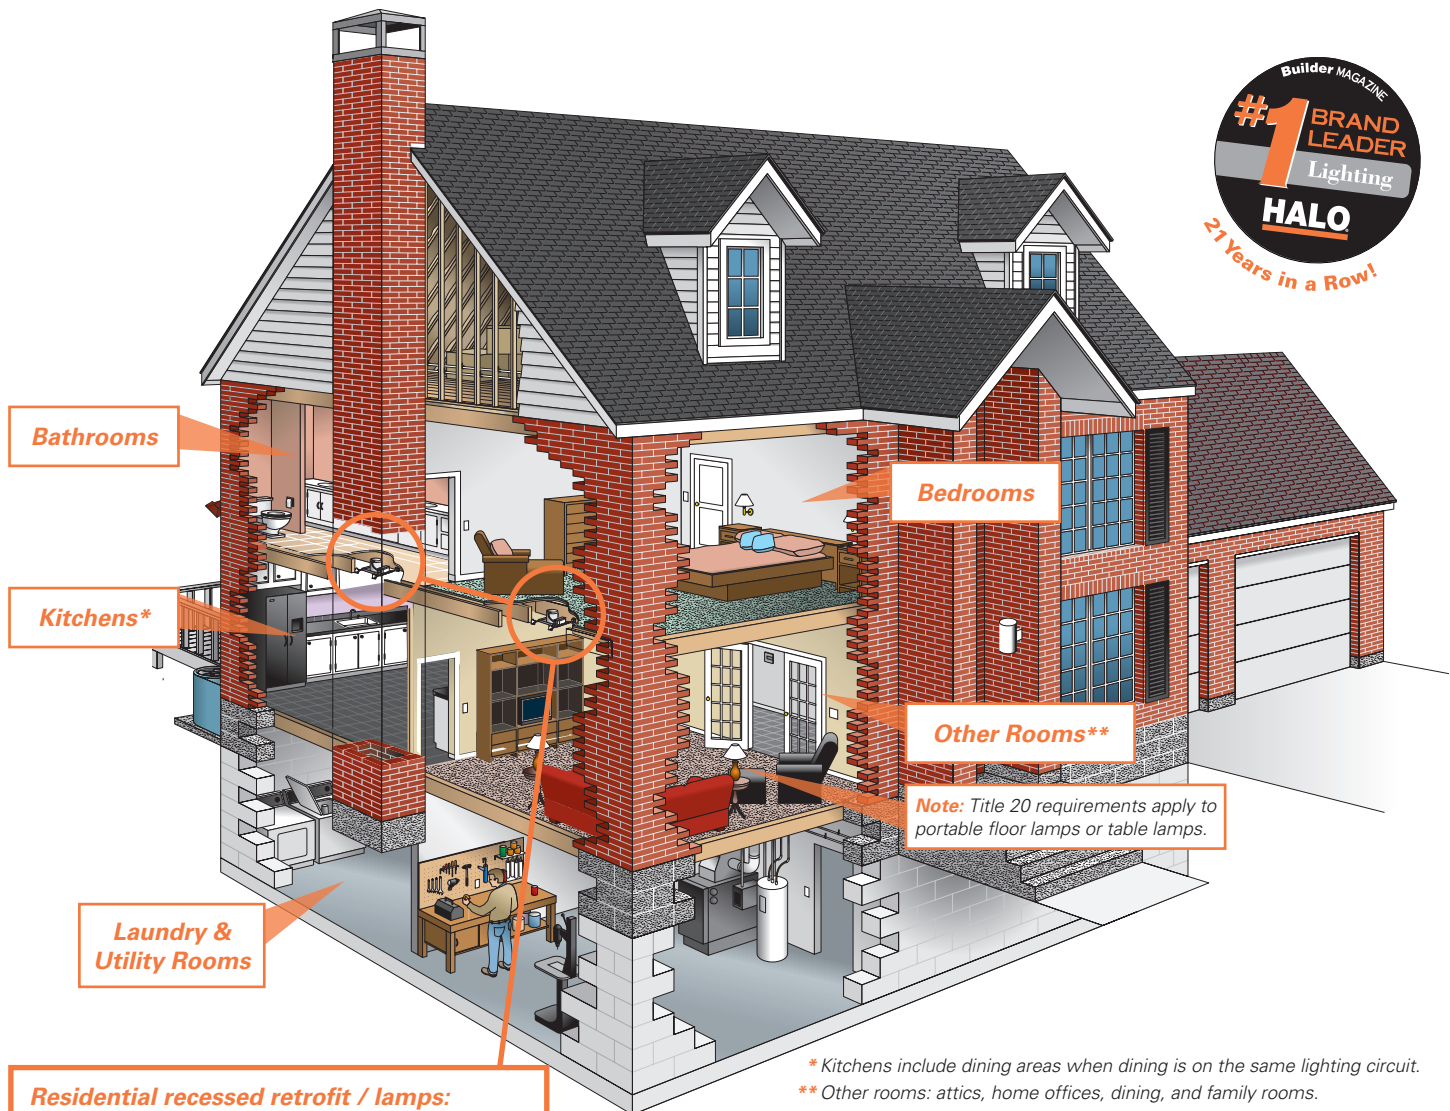 Builder MAGAZINE
#1 BRAND
LEADER
Lighting
HALO
21 Years in a Row!
Bathrooms
Bedrooms
Kitchens*
Other Rooms**
Note: Title 20 requirements apply to
portable floor lamps or table lamps.
Laundry &
Utility Rooms
Residential recessed retrofit / lamps:
* Kitchens include dining areas when dining is on the same lighting circuit.
** Other rooms: attics, home offices, dining, and family rooms.